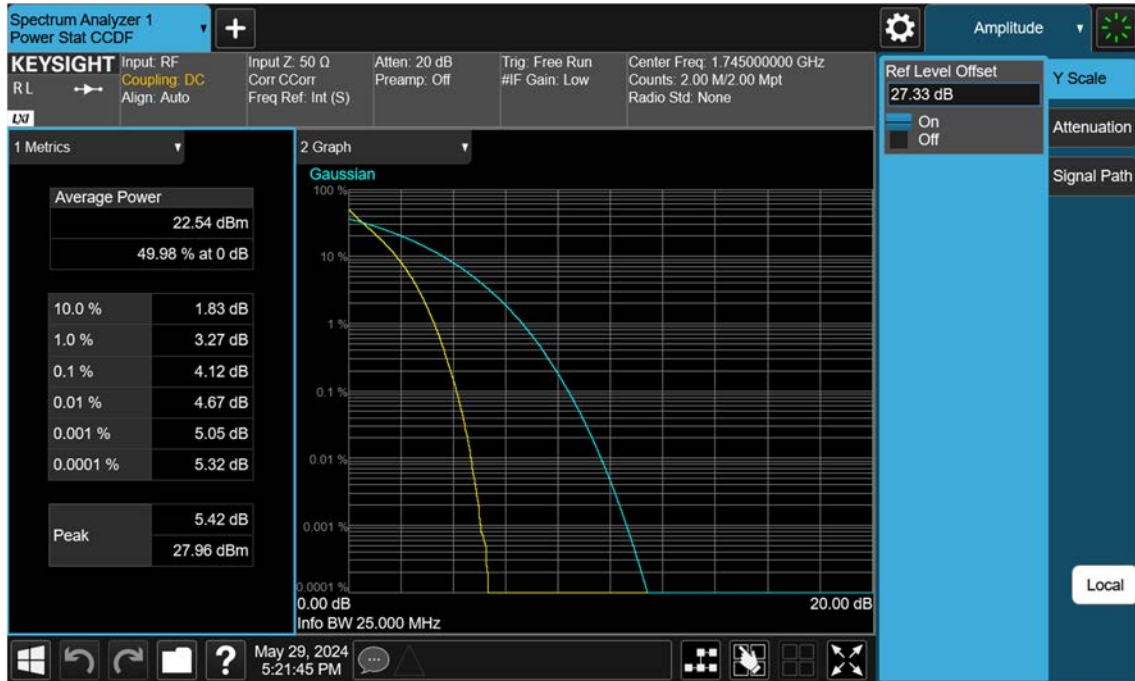 Spectrum Analyzer 1
Power Stat CCDF
Amplitude
KEYSIGHT
Input: RF
Input Z: 50 Ω
Atten: 20 dB
Trig: Free Run
Center Freq: 1.745000000 GHz
R L
Coupling: DC
Corr CCorr
Preamp: Off
#IF Gain: Low
Counts: 2.00 M/2.00 Mpt
Align: Auto
Freq Ref: Int (S)
Radio Std: None
LXI
Ref Level Offset
27.33 dB
On
Off
Y Scale
Attenuation
Signal Path
1 Metrics
Average Power
22.54 dBm
49.98 % at 0 dB
10.0 % 1.83 dB
1.0 % 3.27 dB
0.1 % 4.12 dB
0.01 % 4.67 dB
0.001 % 5.05 dB
0.0001 % 5.32 dB
Peak
5.42 dB
27.96 dBm
2 Graph
Gaussian
100 %
10 %
1 %
0.1 %
0.01 %
0.001 %
0.0001 %
0.00 dB 20.00 dB
Info BW 25.000 MHz
Local
?
May 29, 2024
5:21:45 PM